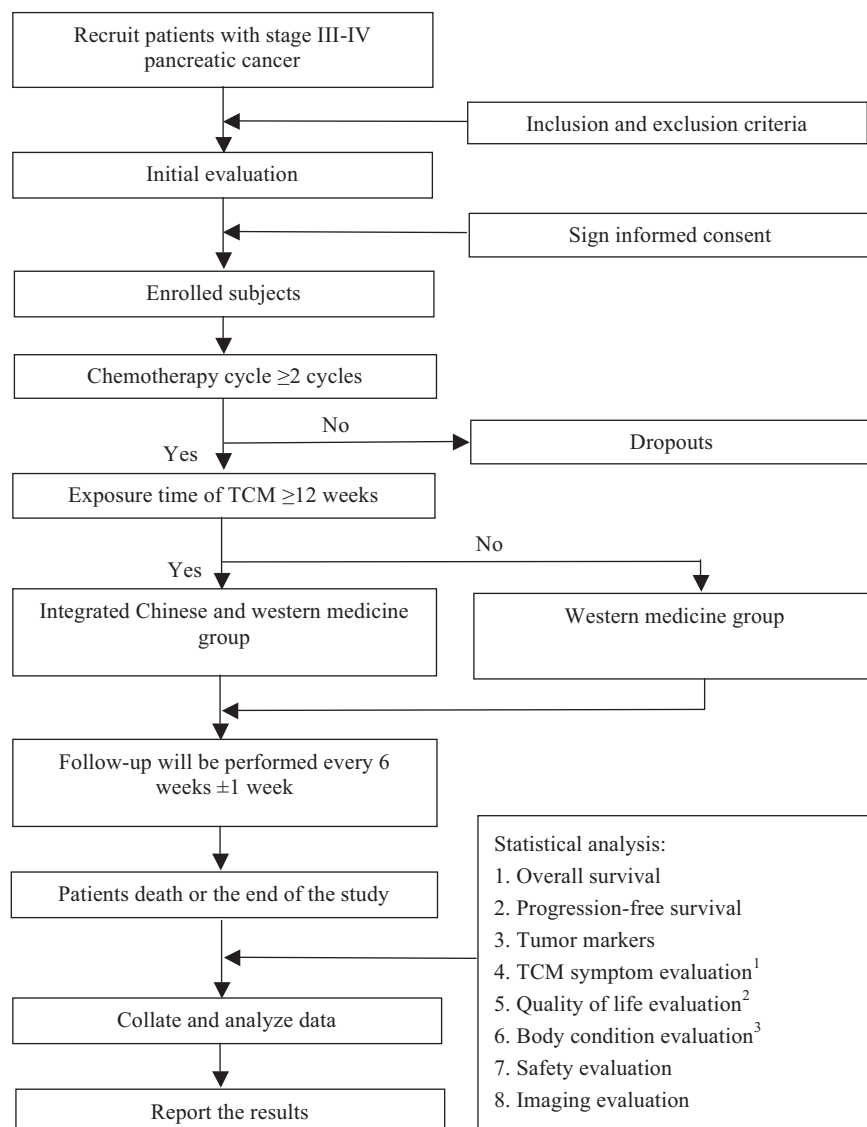 Recruit patients with stage III-IV
pancreatic cancer
Inclusion and exclusion criteria
Initial evaluation
Sign informed consent
Enrolled subjects
Chemotherapy cycle ≥2 cycles
No
Yes
Dropouts
Exposure time of TCM ≥12 weeks
No
Yes
Integrated Chinese and western medicine
group
Western medicine group
Follow-up will be performed every 6
weeks ±1 week
Patients death or the end of the study
Statistical analysis:
1. Overall survival
2. Progression-free survival
3. Tumor markers
4. TCM symptom evaluation¹
5. Quality of life evaluation²
6. Body condition evaluation³
7. Safety evaluation
8. Imaging evaluation
Collate and analyze data
Report the results